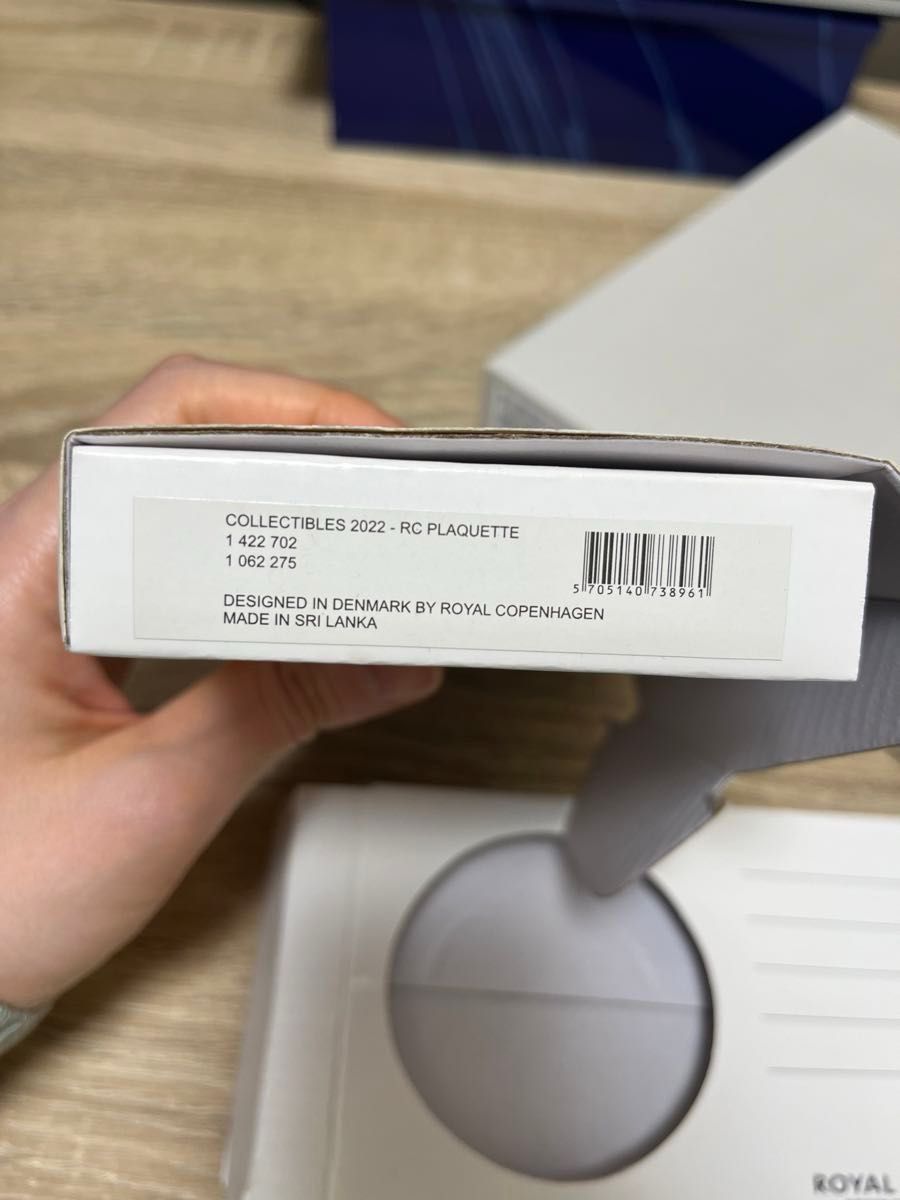 COLLECTIBLES 2022 - RC PLAQUETTE
1 422 702
1 062 275
5 705140 738961
DESIGNED IN DENMARK BY ROYAL COPENHAGEN
MADE IN SRI LANKA
ROYAL